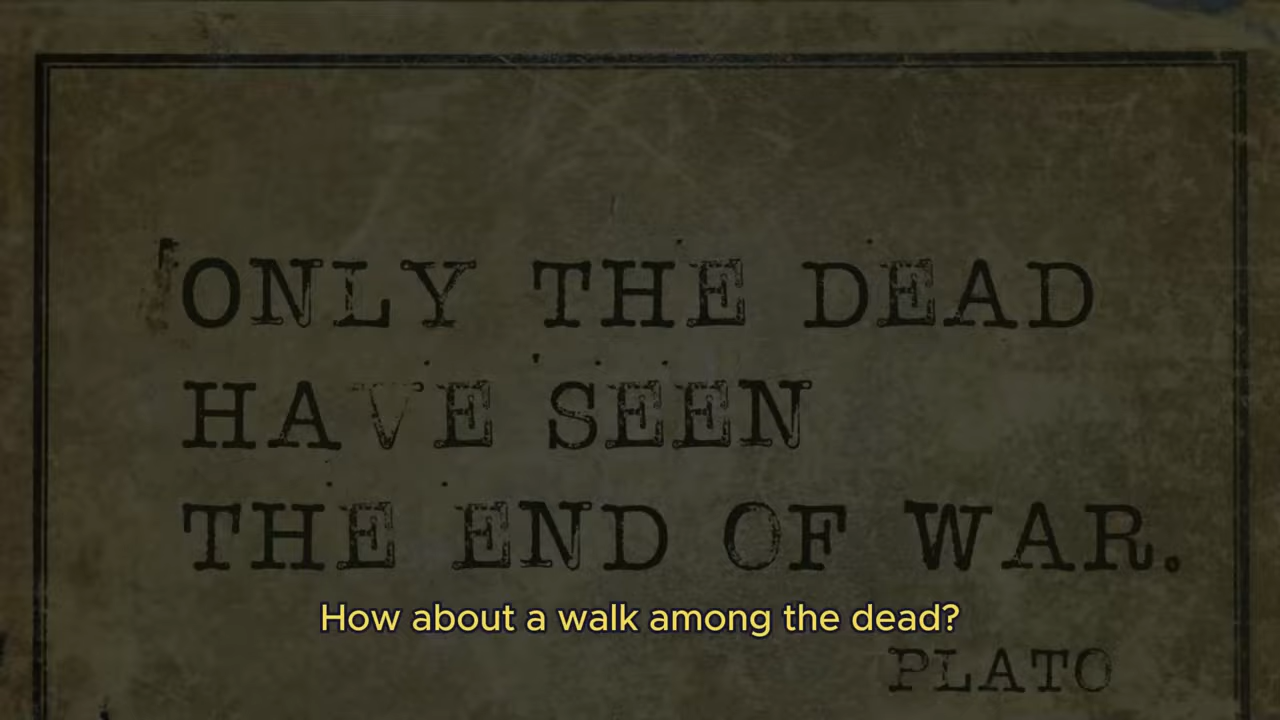 ONLY THE DEAD
HAVE SEEN
THE END OF WAR.
How about a walk among the dead?
PLATO